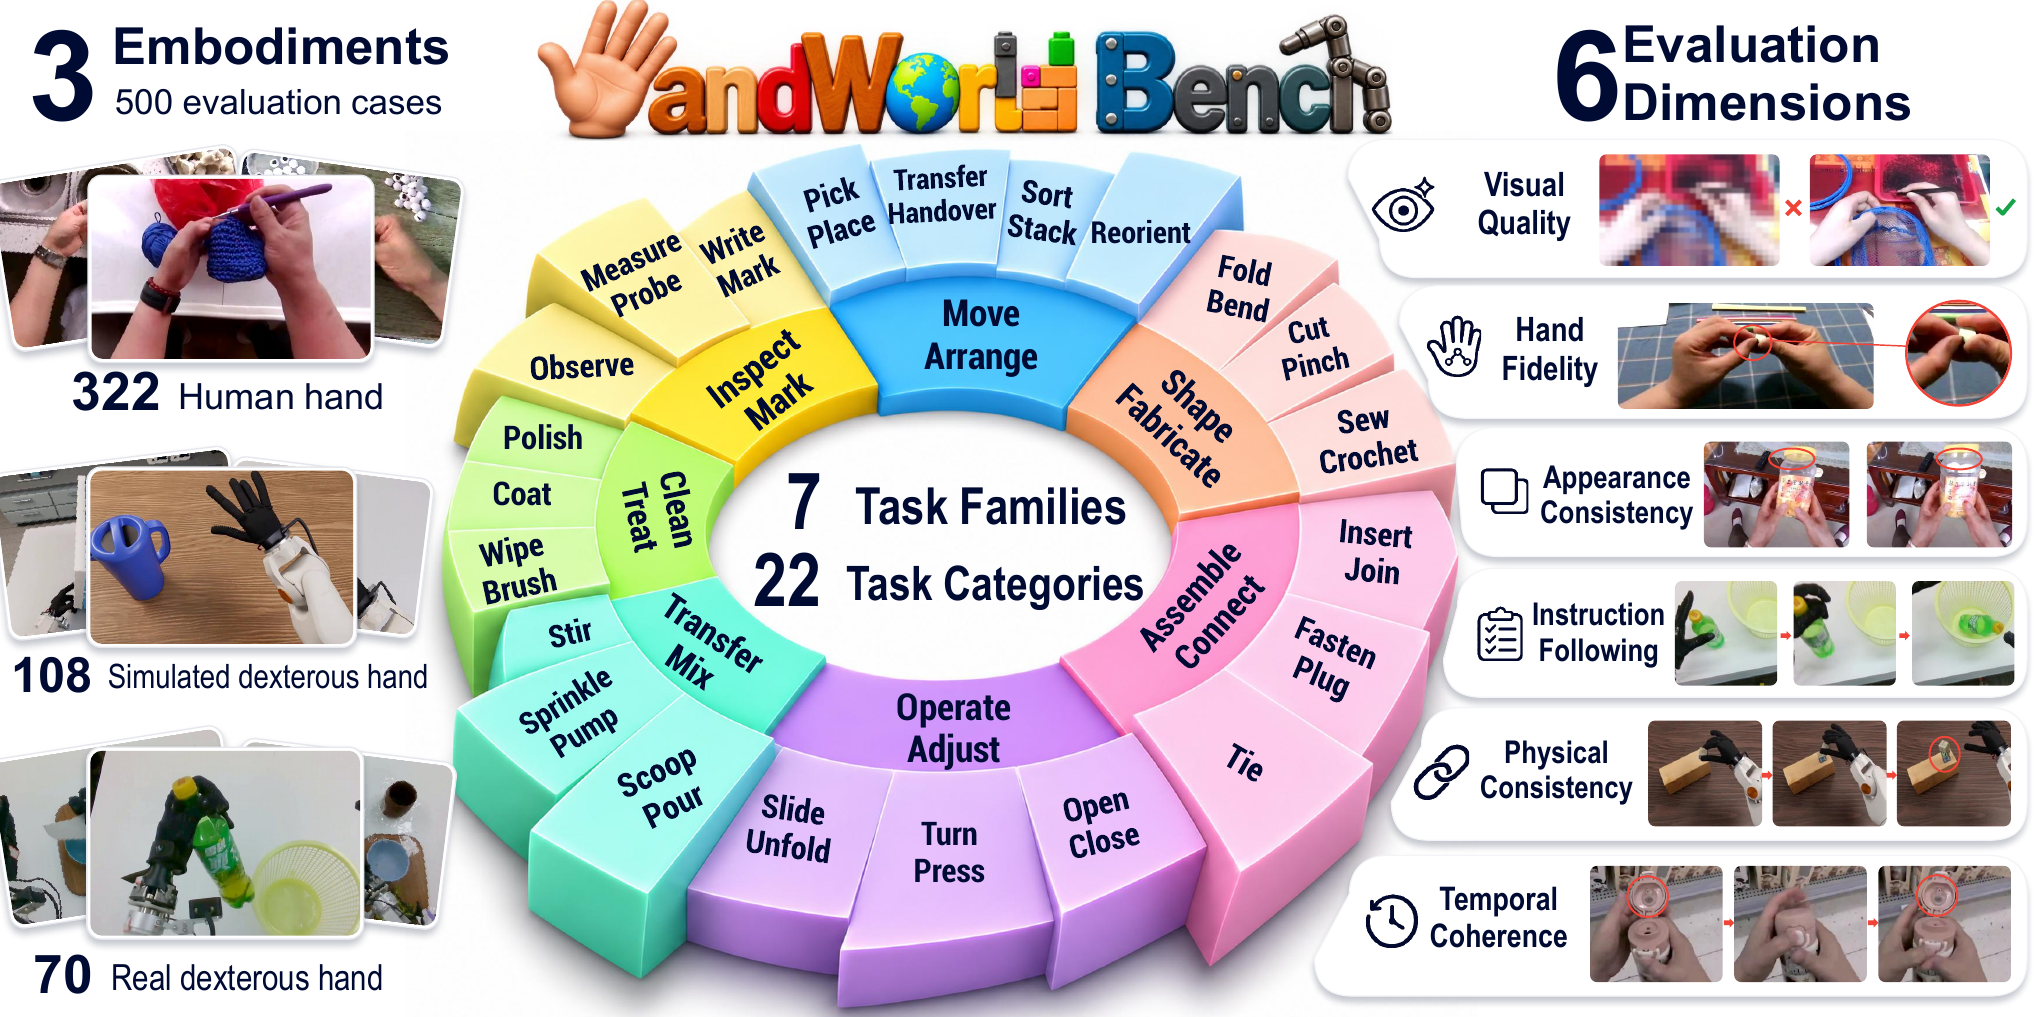 3 Embodiments
500 evaluation cases
322 Human hand
108 Simulated dexterous hand
70 Real dexterous hand
HandWorld Bench
Pick
Place
Transfer
Handover
Sort
Stack
Reorient
Move
Arrange
Fold
Bend
Cut
Pinch
Sew
Crochet
Shape
Fabricate
Insert
Join
Fasten
Plug
Tie
Assemble
Connect
Open
Close
Turn
Press
Slide
Unfold
Operate
Adjust
Scoop
Pour
Sprinkle
Pump
Stir
Transfer
Mix
Wipe
Brush
Coat
Polish
Clean
Treat
Observe
Measure
Probe
Write
Mark
Inspect
Mark
7 Task Families
22 Task Categories
6 Evaluation
Dimensions
Visual
Quality
Hand
Fidelity
Appearance
Consistency
Instruction
Following
Physical
Consistency
Temporal
Coherence